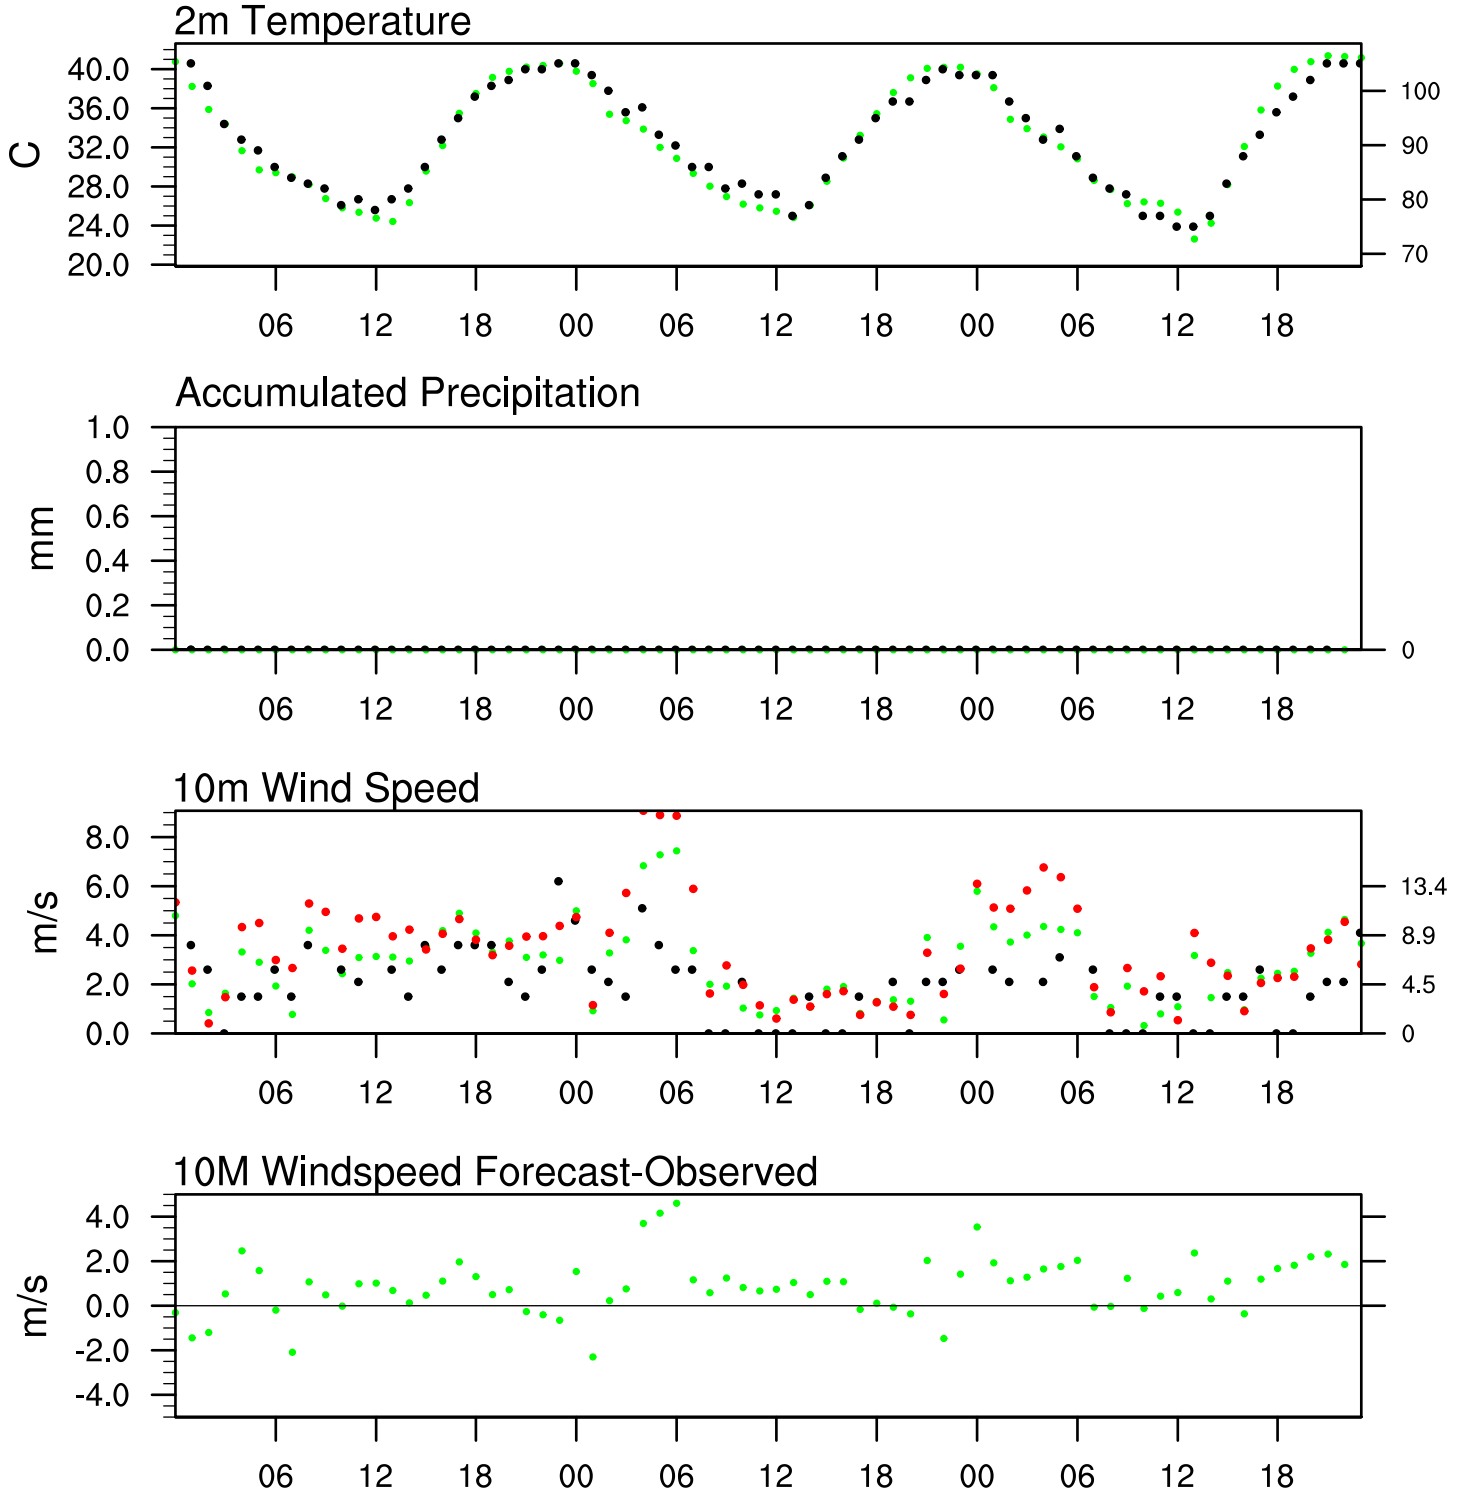 2m Temperature
40.0
36.0
32.0
28.0
24.0
20.0
C
100
90
80
70
06 12 18 00 06 12 18 00 06 12 18
Accumulated Precipitation
1.0
0.8
0.6
0.4
0.2
0.0
mm
0
06 12 18 00 06 12 18 00 06 12 18
10m Wind Speed
8.0
6.0
4.0
2.0
0.0
m/s
13.4
8.9
4.5
0
06 12 18 00 06 12 18 00 06 12 18
10M Windspeed Forecast-Observed
4.0
2.0
0.0
-2.0
-4.0
m/s
06 12 18 00 06 12 18 00 06 12 18